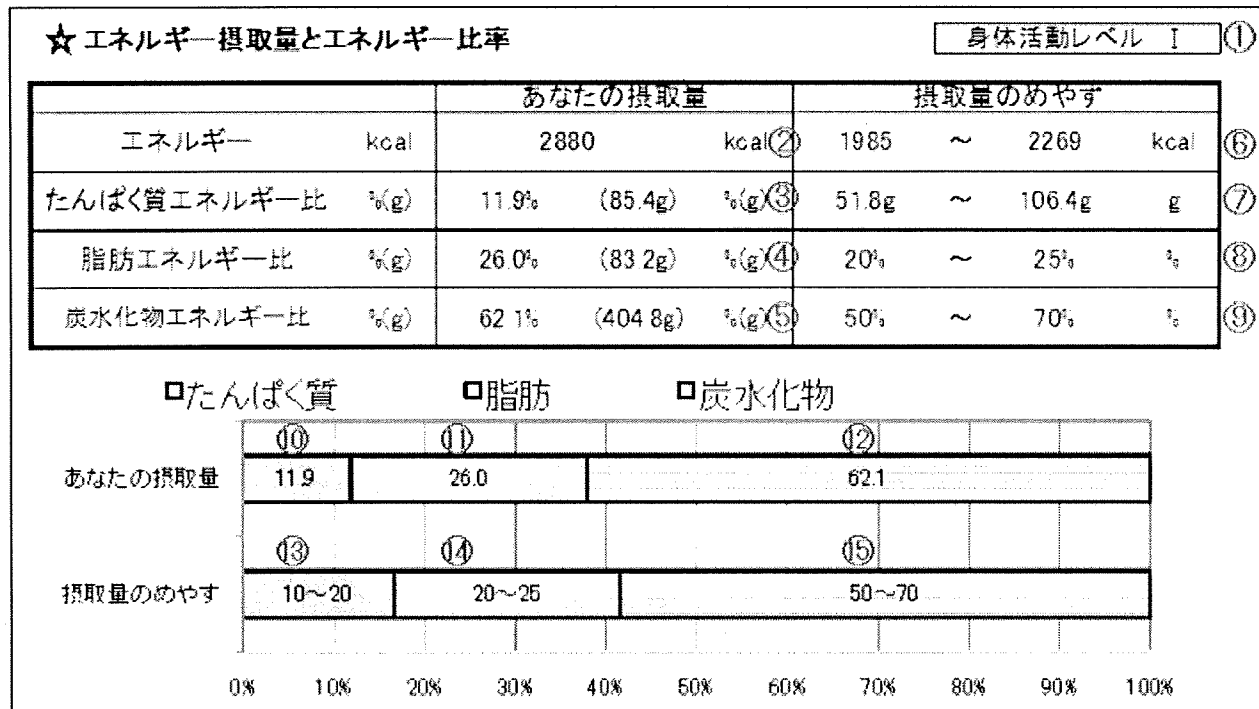 ☆エネルギー摂取量とエネルギー比率 身体活動レベル Ⅰ ①
あなたの摂取量 摂取量のめやす
エネルギー kcal 2880 kcal② 1985 ～ 2269 kcal ⑥
たんぱく質エネルギー比 %(g) 11.9% (85.4g) %(g)③ 51.8g ～ 106.4g g ⑦
脂肪エネルギー比 %(g) 26.0% (83.2g) %(g)④ 20% ～ 25% % ⑧
炭水化物エネルギー比 %(g) 62.1% (404.8g) %(g)⑤ 50% ～ 70% % ⑨
□たんぱく質 □脂肪 □炭水化物
⑩ ⑪ ⑫
あなたの摂取量 11.9 26.0 62.1
⑬ ⑭ ⑮
摂取量のめやす 10～20 20～25 50～70
0% 10% 20% 30% 40% 50% 60% 70% 80% 90% 100%